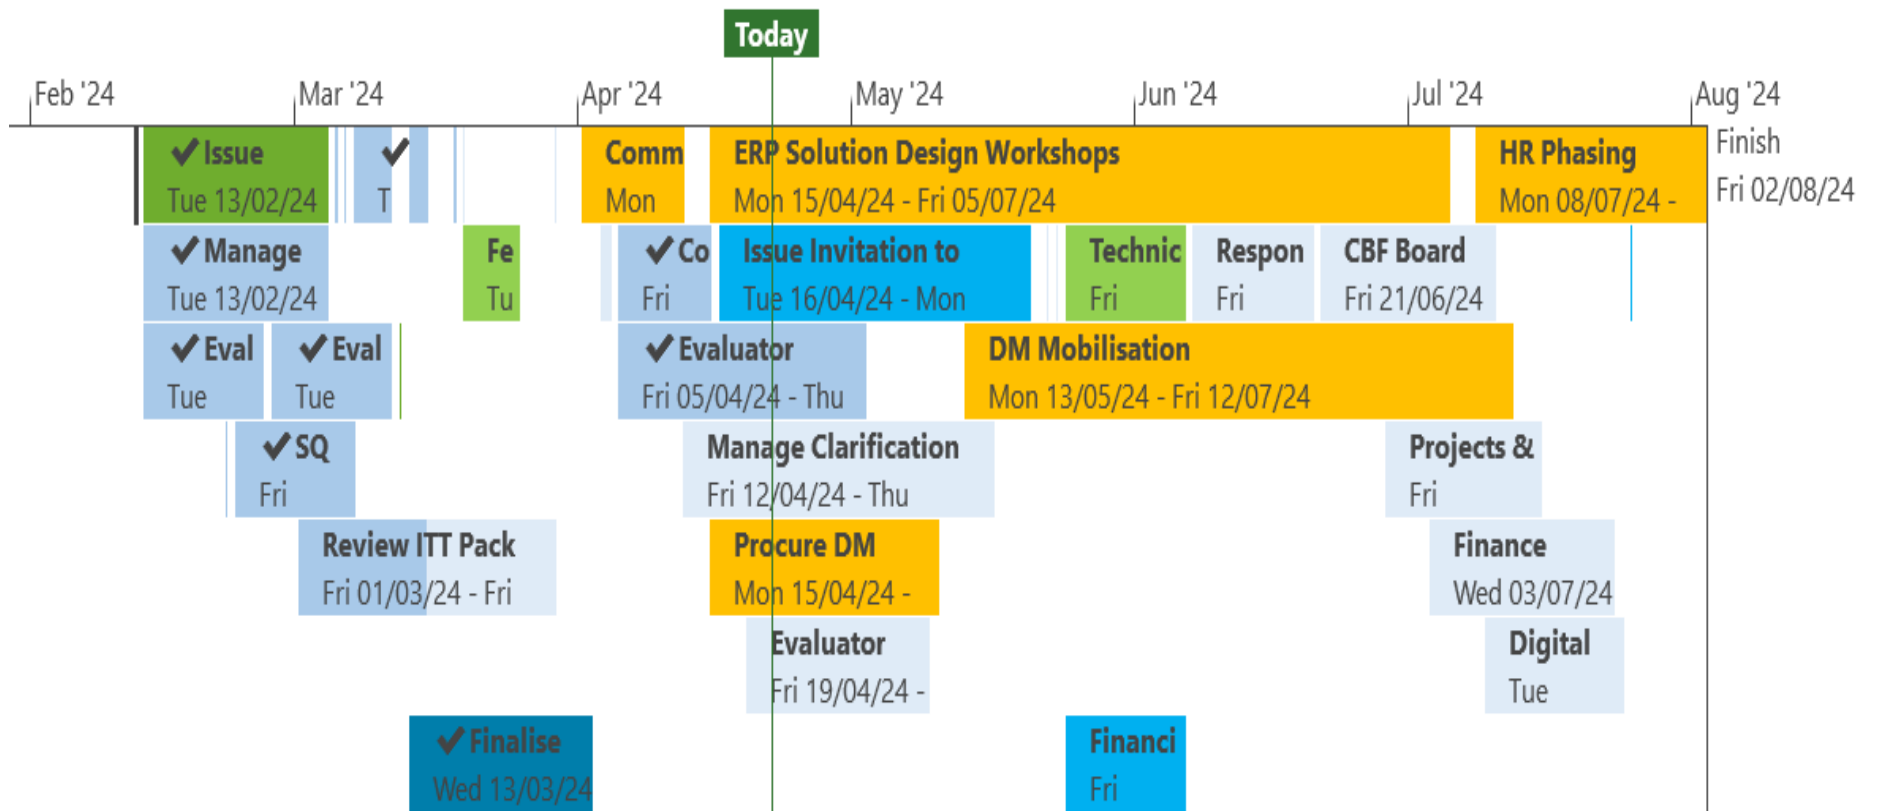 Today
Feb '24
Mar '24
Apr '24
May '24
Jun '24
Jul '24
Aug '24
Finish
Fri 02/08/24
✔ Issue
Tue 13/02/24
✔
T
Comm
Mon
ERP Solution Design Workshops
Mon 15/04/24 - Fri 05/07/24
HR Phasing
Mon 08/07/24 -
✔ Manage
Tue 13/02/24
Fe
Tu
✔ Co
Fri
Issue Invitation to
Tue 16/04/24 - Mon
Technic
Fri
Respon
Fri
CBF Board
Fri 21/06/24
✔ Eval
Tue
✔ Eval
Tue
✔ Evaluator
Fri 05/04/24 - Thu
DM Mobilisation
Mon 13/05/24 - Fri 12/07/24
✔ SQ
Fri
Manage Clarification
Fri 12/04/24 - Thu
Projects &
Fri
Review ITT Pack
Fri 01/03/24 - Fri
Procure DM
Mon 15/04/24 -
Finance
Wed 03/07/24
Evaluator
Fri 19/04/24 -
Digital
Tue
✔ Finalise
Wed 13/03/24
Financi
Fri